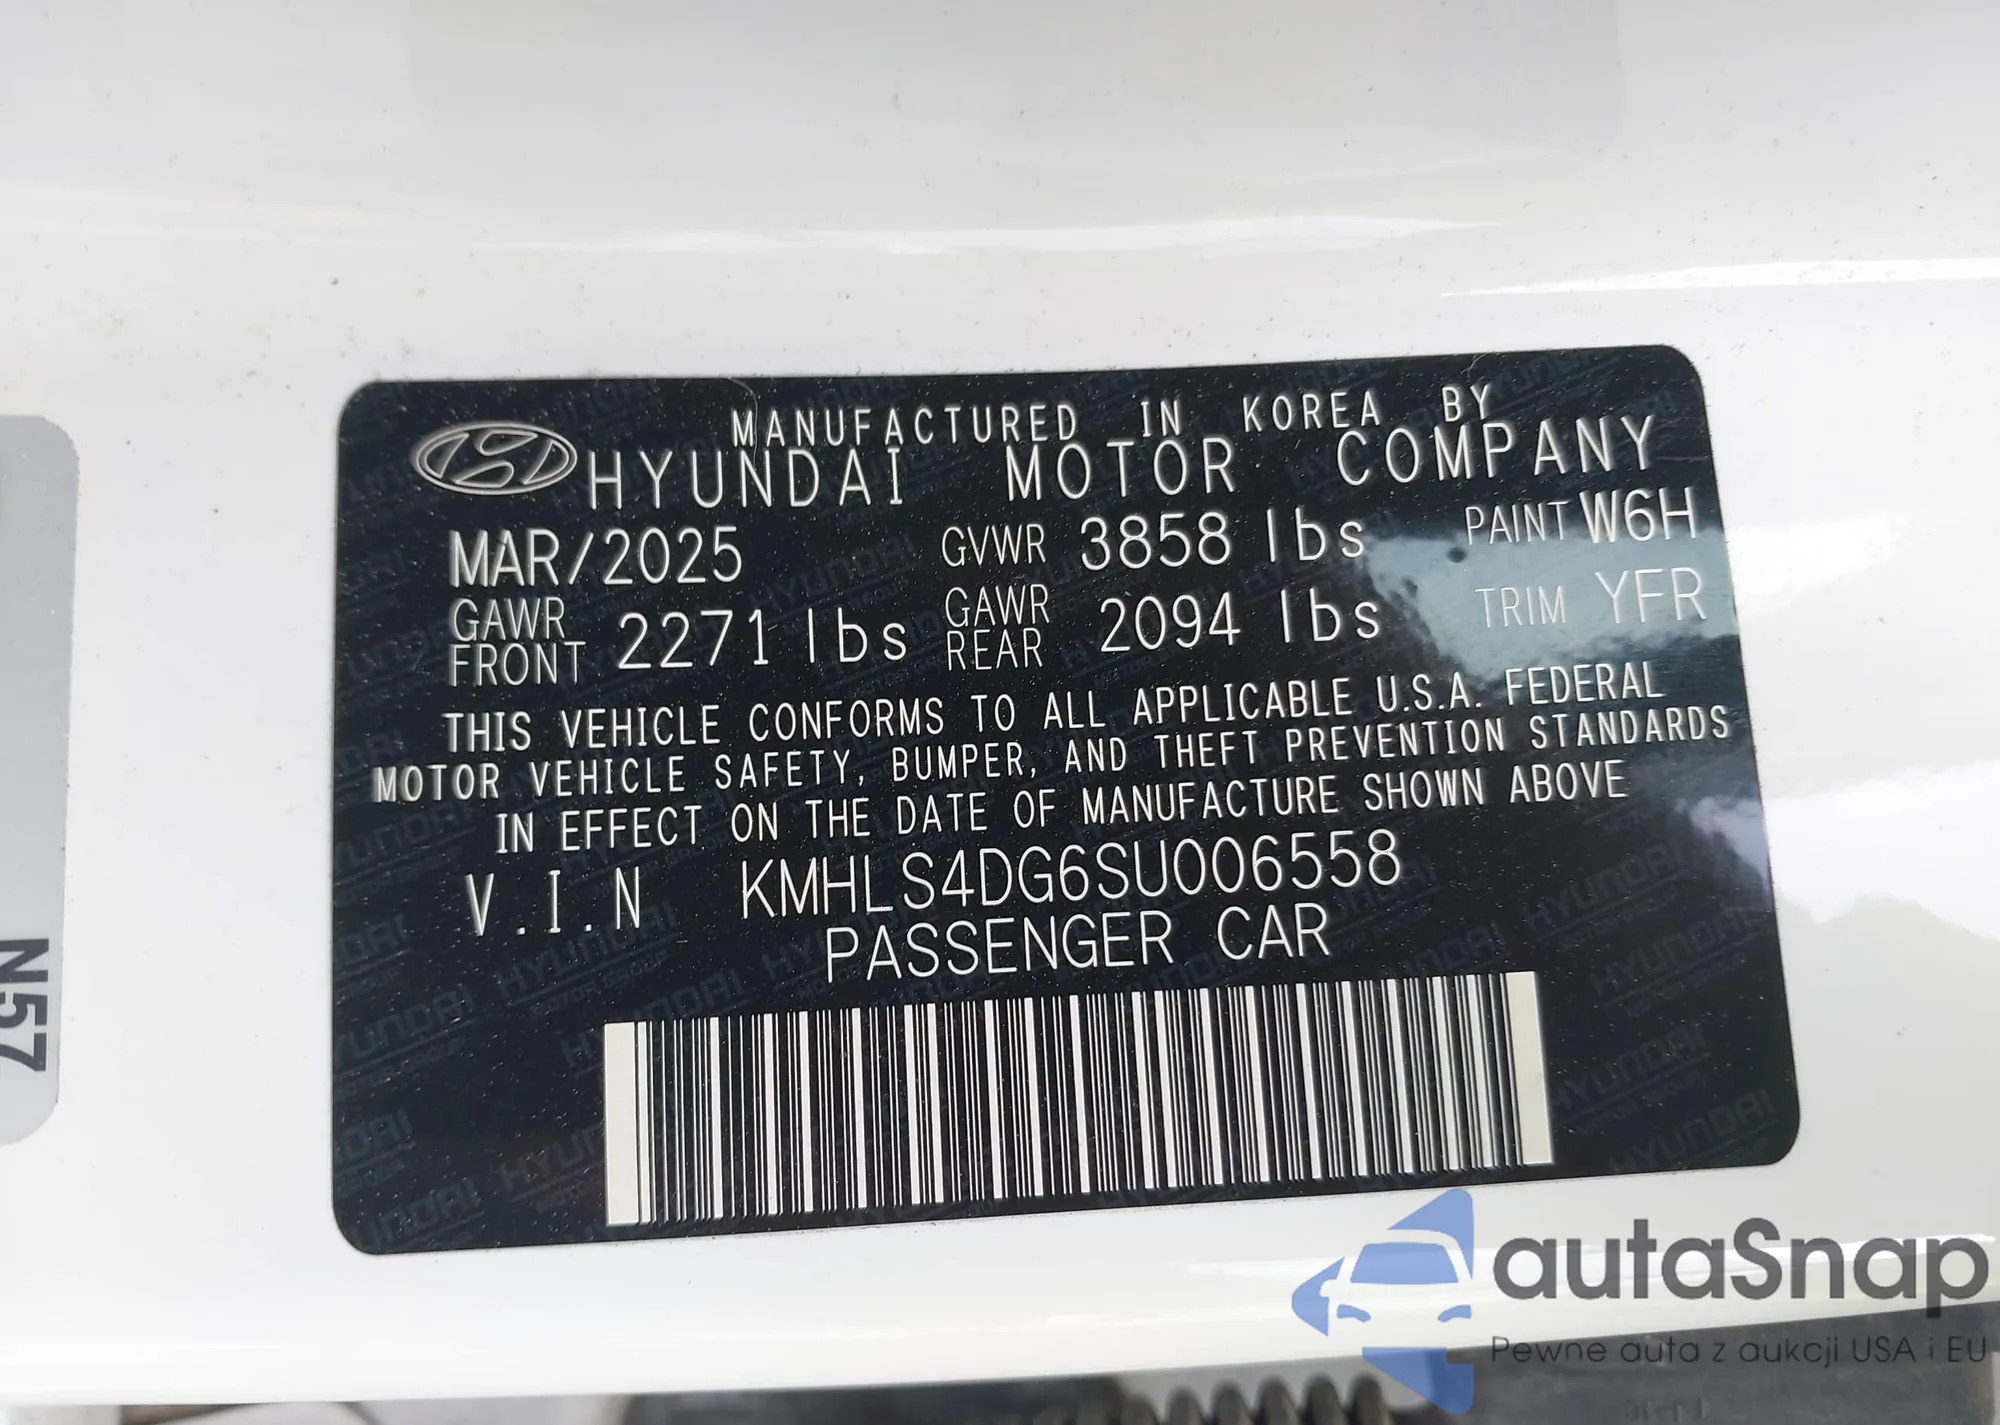 MANUFACTURED IN KOREA BY
HYUNDAI MOTOR COMPANY
MAR/2025 GVWR 3858 lbs PAINT W6H
GAWR FRONT 2271 lbs GAWR REAR 2094 lbs TRIM YFR
THIS VEHICLE CONFORMS TO ALL APPLICABLE U.S.A. FEDERAL
MOTOR VEHICLE SAFETY, BUMPER, AND THEFT PREVENTION STANDARDS
IN EFFECT ON THE DATE OF MANUFACTURE SHOWN ABOVE
V.I.N KMHLS4DG6SU006558
PASSENGER CAR
N57
autaSnap
Pewne auta z aukcji USA i EU